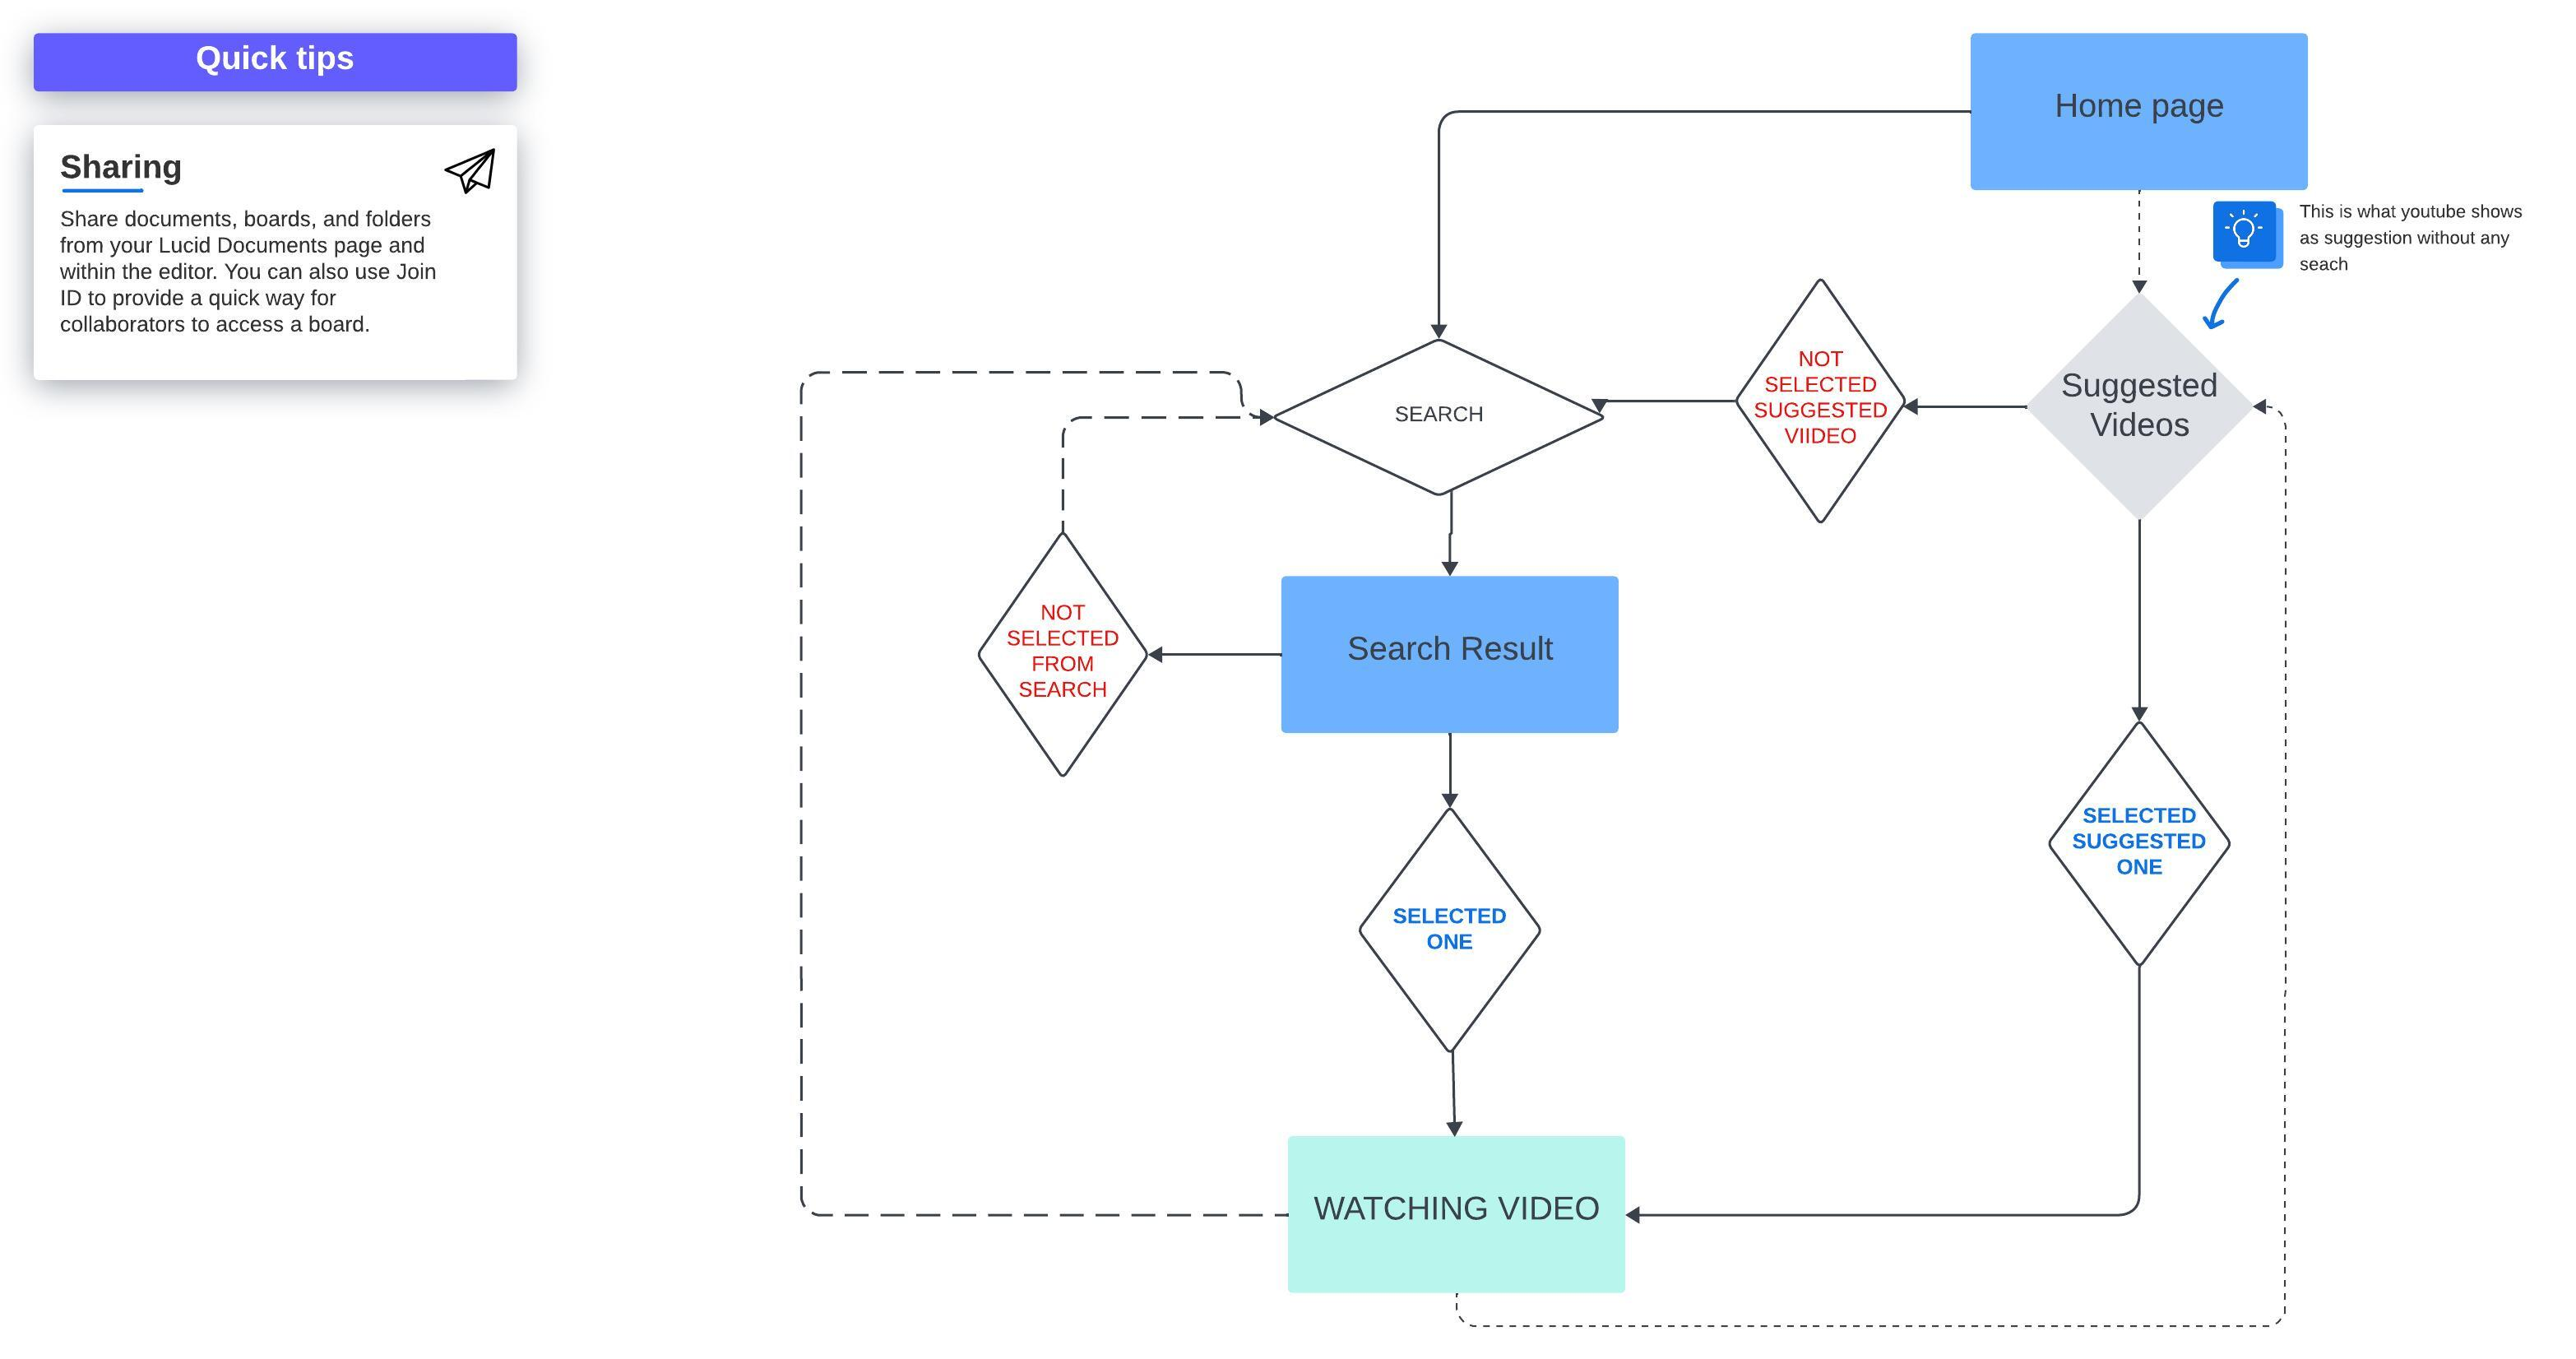 Quick tips
Sharing
Share documents, boards, and folders
from your Lucid Documents page and
within the editor. You can also use Join
ID to provide a quick way for
collaborators to access a board.
Home page
This is what youtube shows
as suggestion without any
seach
Suggested
Videos
NOT
SELECTED
SUGGESTED
VIIDEO
SEARCH
NOT
SELECTED
FROM
SEARCH
Search Result
SELECTED
ONE
SELECTED
SUGGESTED
ONE
WATCHING VIDEO